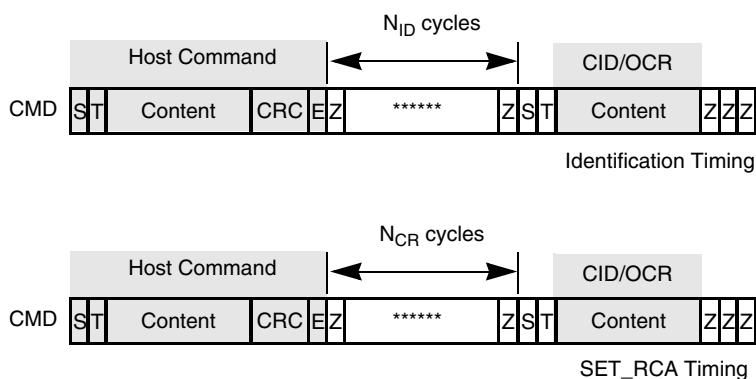 N_ID cycles
Host Command CID/OCR
CMD S T Content CRC E Z ****** Z S T Content Z Z Z
Identification Timing
N_CR cycles
Host Command CID/OCR
CMD S T Content CRC E Z ****** Z S T Content Z Z Z
SET_RCA Timing